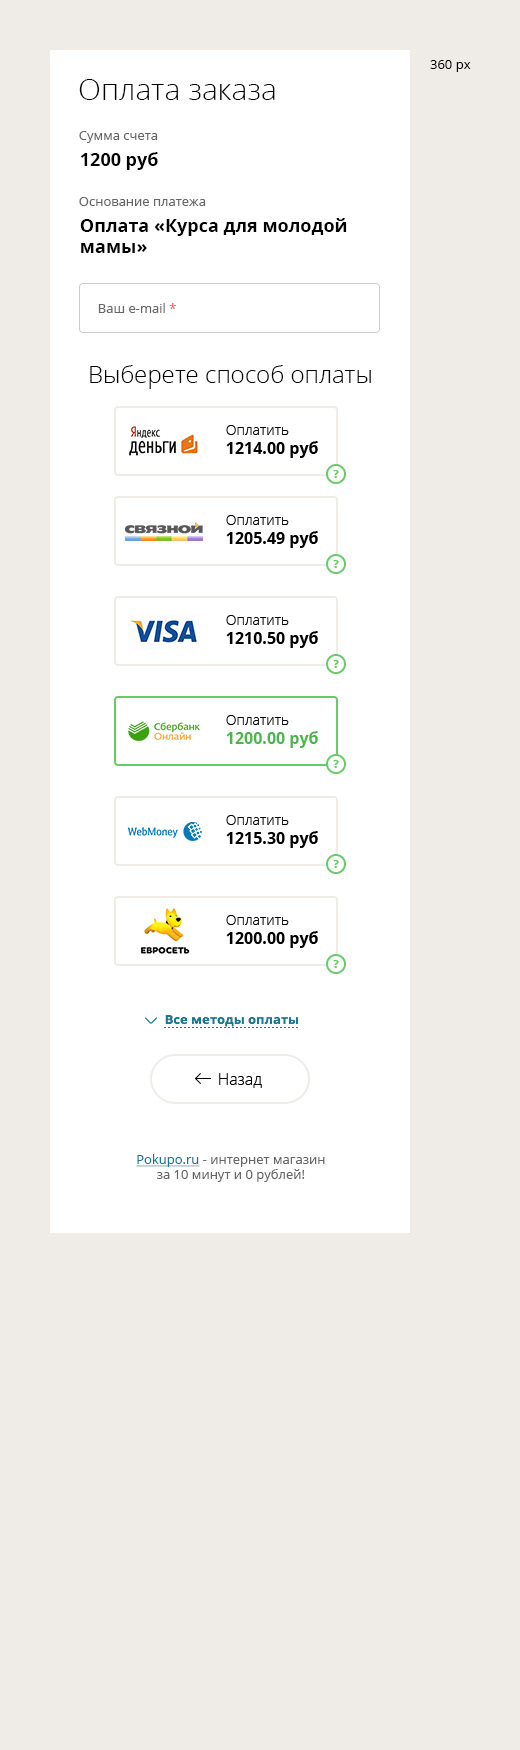 360 px
Оплата заказа
Сумма счета
1200 руб
Основание платежа
Оплата «Курса для молодой
мамы»
Ваш e-mail *
Выберете способ оплаты
Яндекс
деньги
Оплатить
1214.00 руб
?
связной
Оплатить
1205.49 руб
?
VISA
Оплатить
1210.50 руб
?
Сбербанк
Онлайн
Оплатить
1200.00 руб
?
WebMoney
Оплатить
1215.30 руб
?
ЕВРОСЕТЬ
Оплатить
1200.00 руб
?
Все методы оплаты
Назад
Pokupo.ru - интернет магазин
за 10 минут и 0 рублей!